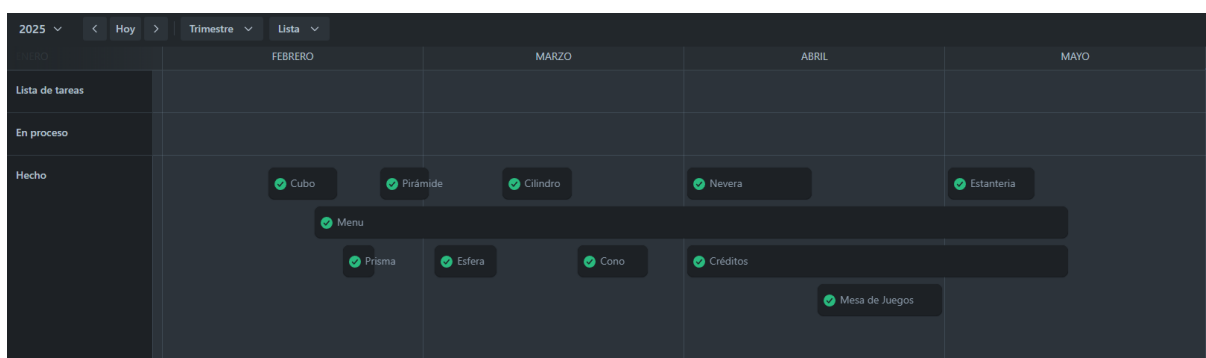 2025 Hoy Trimestre Lista
ENERO FEBRERO MARZO ABRIL MAYO
Lista de tareas
En proceso
Hecho
Cubo Pirámide Cilindro Nevera Estanteria
Menu
Prisma Esfera Cono Créditos
Mesa de Juegos